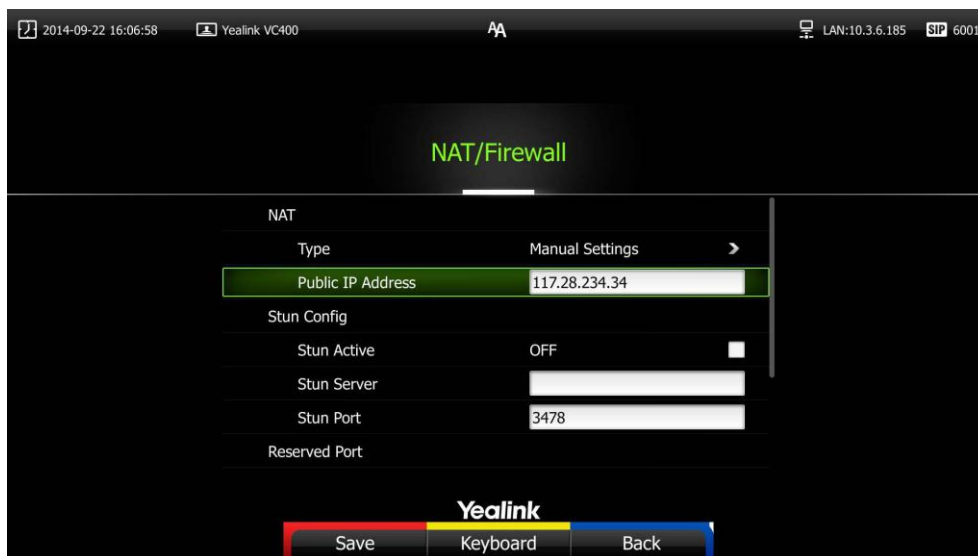 2014-09-22 16:06:58 Yealink VC400 AA LAN:10.3.6.185 SIP 6001
NAT/Firewall
NAT
Type Manual Settings
Public IP Address 117.28.234.34
Stun Config
Stun Active OFF
Stun Server
Stun Port 3478
Reserved Port
Yealink
Save Keyboard Back